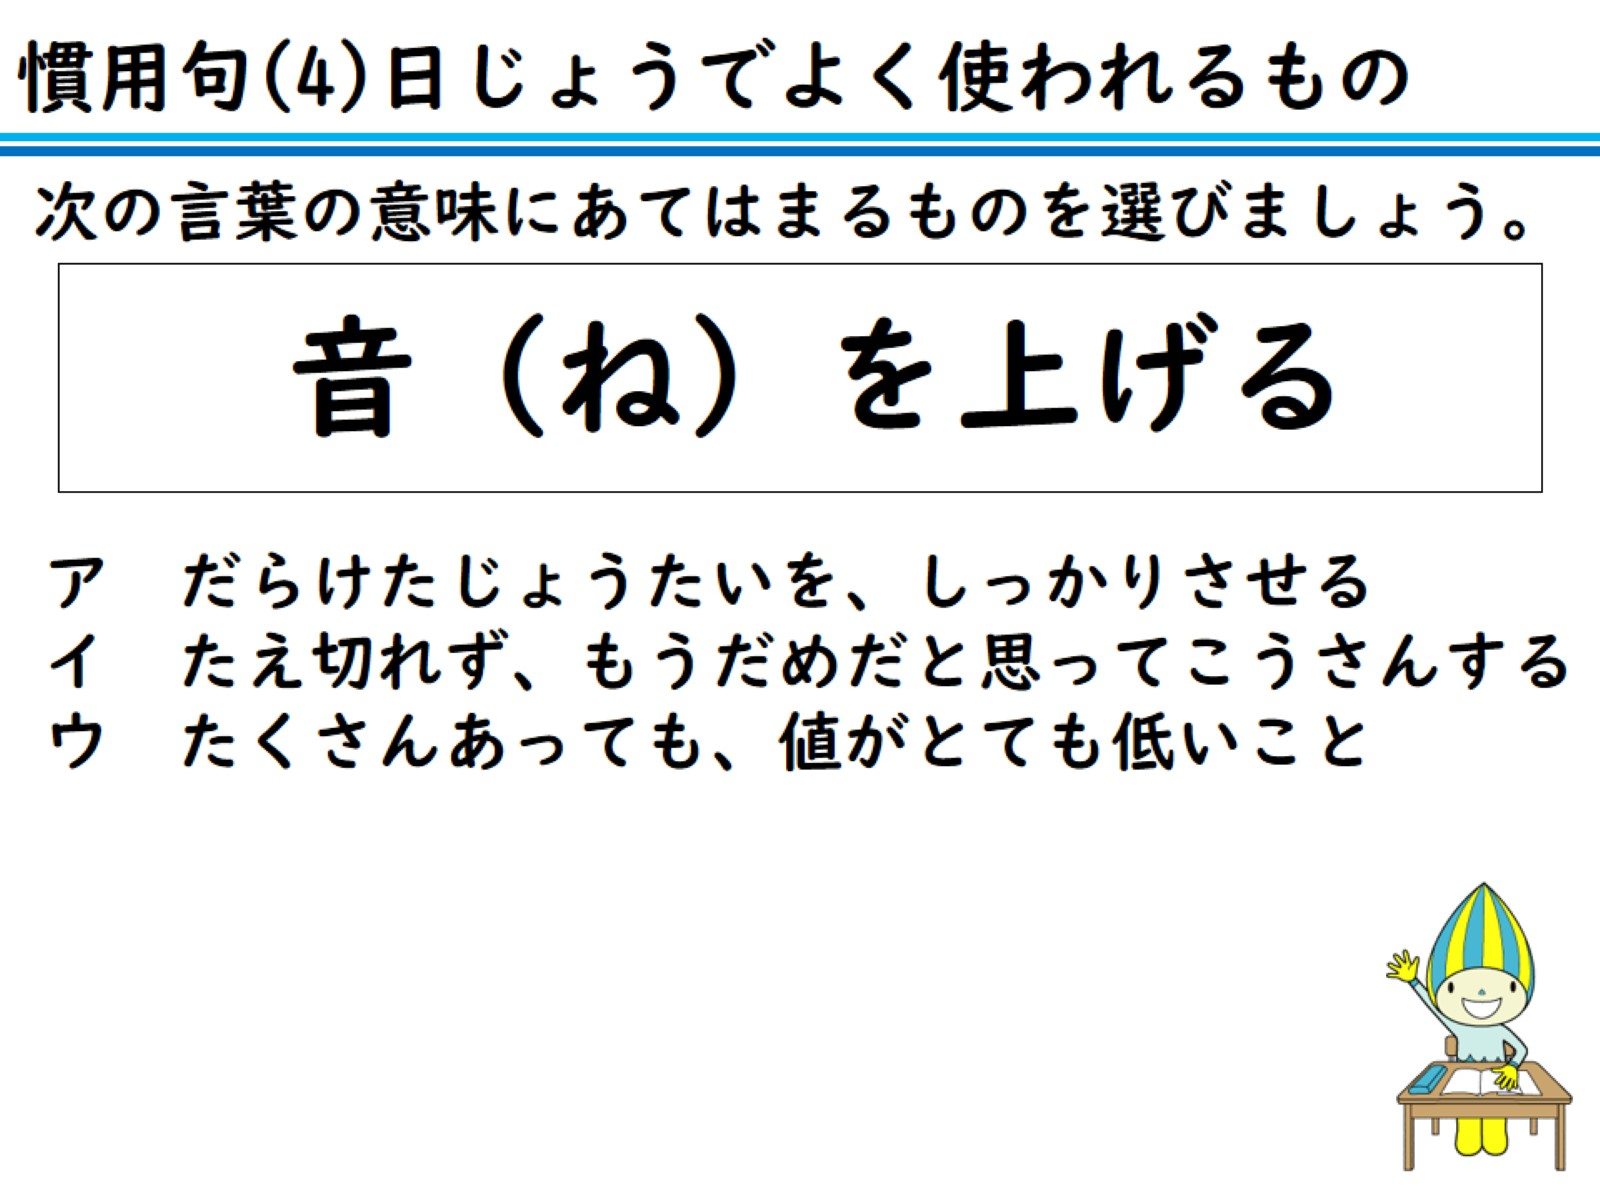 慣用句(4)日じょうでよく使われるもの
次の言葉の意味にあてはまるものを選びましょう。
音（ね）を上げる
ア　だらけたじょうたいを、しっかりさせる
イ　たえ切れず、もうだめだと思ってこうさんする
ウ　たくさんあっても、値がとても低いこと